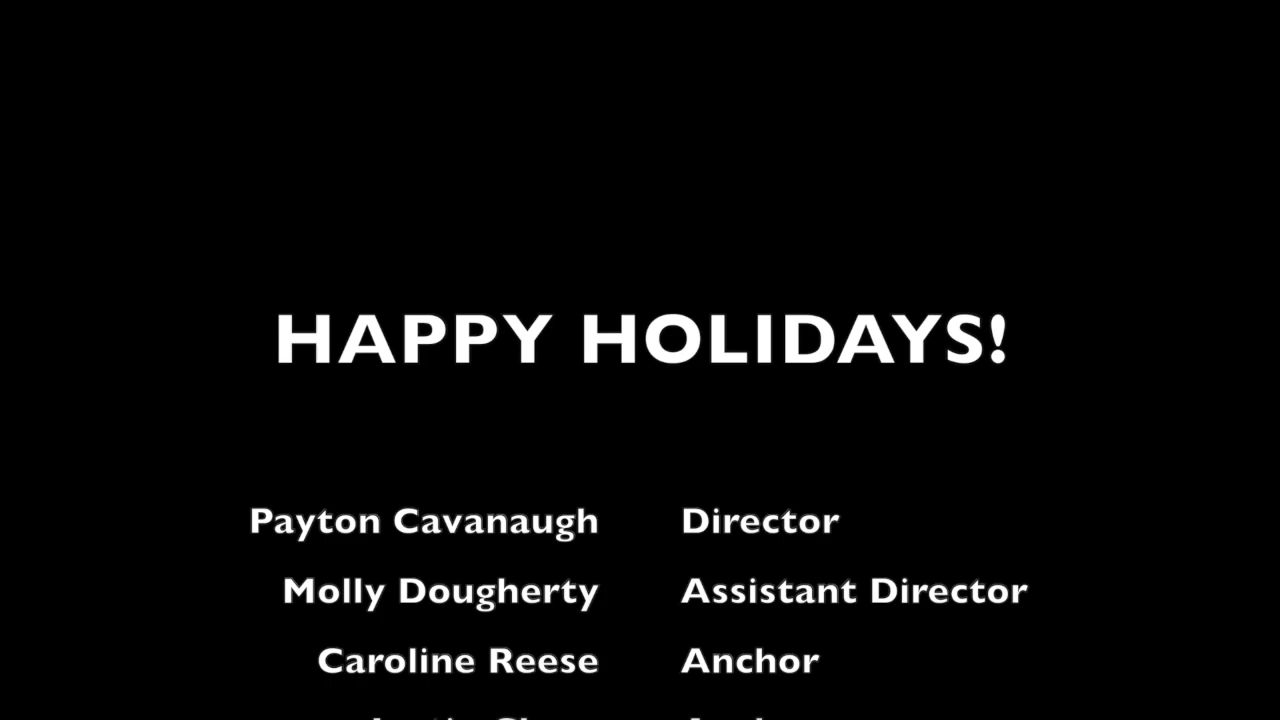 HAPPY HOLIDAYS!
Payton Cavanaugh Director
Molly Dougherty Assistant Director
Caroline Reese Anchor